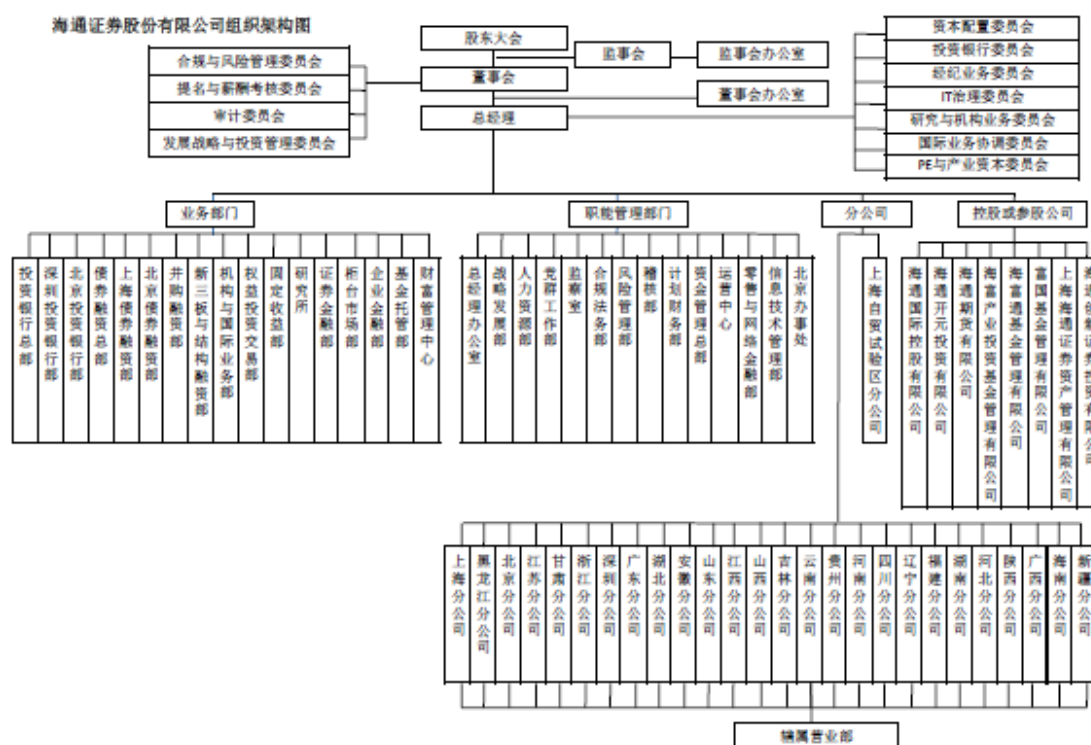 海通证券股份有限公司组织架构图
股东大会
监事会
监事会办公室
董事会
董事会办公室
总经理
合规与风险管理委员会
提名与薪酬考核委员会
审计委员会
发展战略与投资管理委员会
资本配置委员会
投资银行委员会
经纪业务委员会
IT治理委员会
研究与机构业务委员会
国际业务协调委员会
PE与产业资本委员会
业务部门
职能管理部门
分公司
控股或参股公司
投资银行总部
深圳投资银行部
北京投资银行部
债券融资总部
上海债券融资部
北京债券融资部
并购融资部
新三板与结构融资部
机构与国际业务部
权益投资交易部
固定收益部
研究所
证券金融部
柜台市场部
企业金融部
基金托管部
财富管理中心
总经理办公室
战略发展部
人力资源部
党群工作部
监察室
合规法务部
风险管理部
稽核部
计划财务部
资金管理总部
运营中心
零售与网络金融部
信息技术管理部
北京办事处
上海自贸试验区分公司
海通国际控股有限公司
海通开元投资有限公司
海通期货有限公司
海富产业投资基金管理有限公司
海富通基金管理有限公司
富国基金管理有限公司
上海海通证券资产管理有限公司
上海分公司
黑龙江分公司
北京分公司
江苏分公司
甘肃分公司
浙江分公司
深圳分公司
广东分公司
湖北分公司
安徽分公司
山东分公司
江西分公司
山西分公司
吉林分公司
云南分公司
贵州分公司
河南分公司
四川分公司
辽宁分公司
福建分公司
湖南分公司
河北分公司
陕西分公司
广西分公司
海南分公司
新疆分公司
辖属营业部